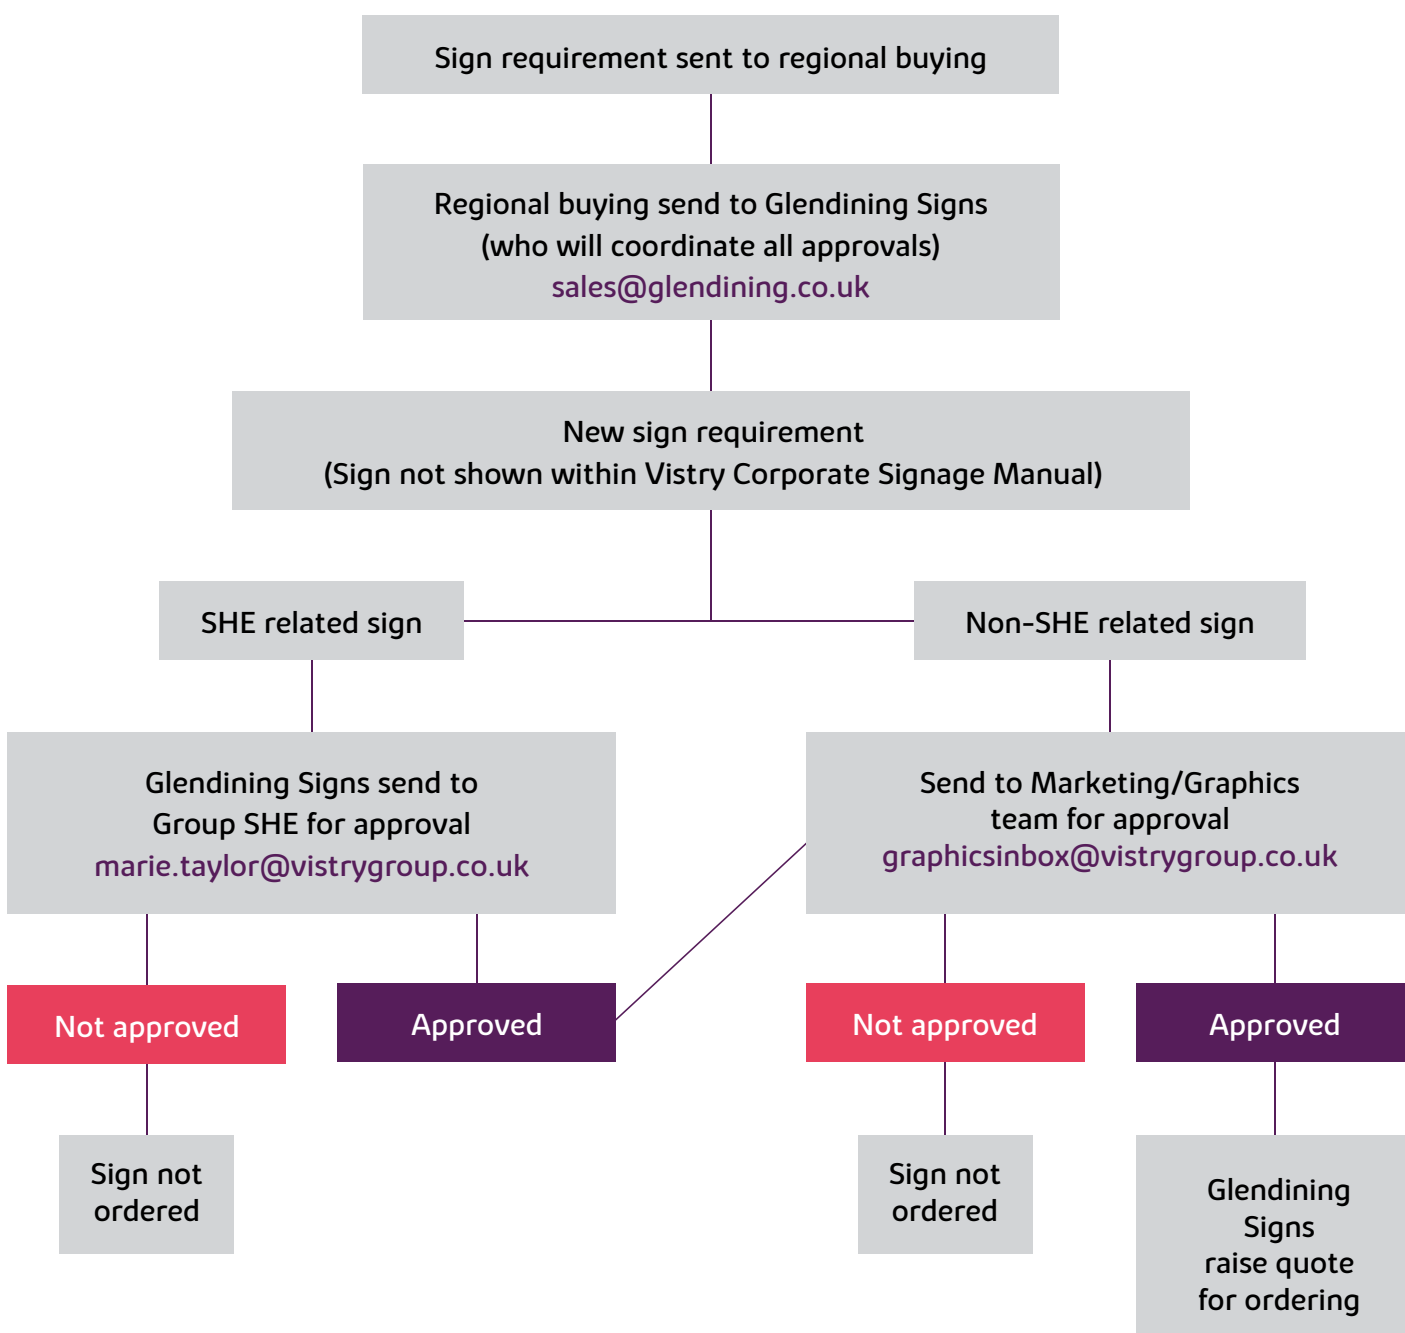 Sign requirement sent to regional buying
Regional buying send to Glendining Signs
(who will coordinate all approvals)
sales@glendining.co.uk
New sign requirement
(Sign not shown within Vistry Corporate Signage Manual)
SHE related sign
Non-SHE related sign
Glendining Signs send to
Group SHE for approval
marie.taylor@vistrygroup.co.uk
Send to Marketing/Graphics
team for approval
graphicsinbox@vistrygroup.co.uk
Not approved
Approved
Not approved
Approved
Sign not
ordered
Sign not
ordered
Glendining
Signs
raise quote
for ordering